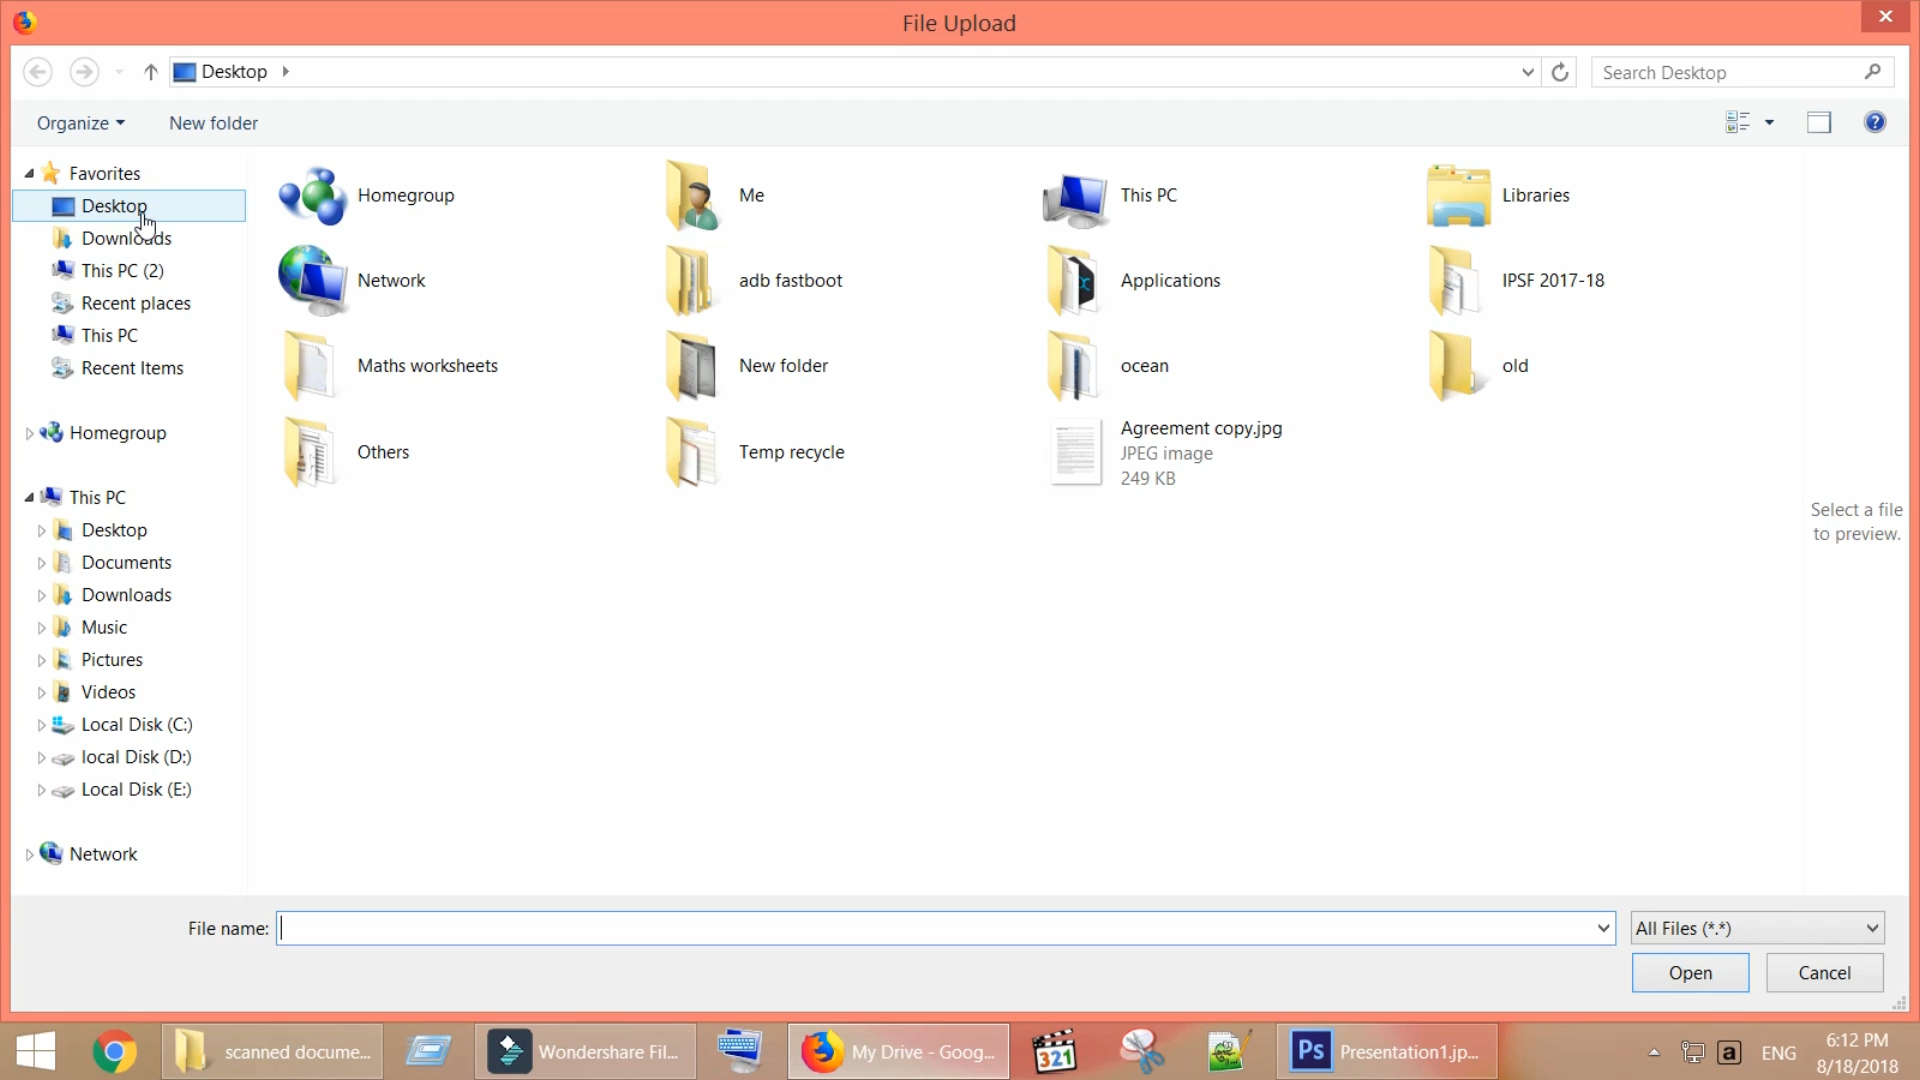 File Upload
Desktop
Search Desktop
Organize
New folder
Favorites
Desktop
Downloads
This PC (2)
Recent places
This PC
Recent Items
Homegroup
This PC
Desktop
Documents
Downloads
Music
Pictures
Videos
Local Disk (C:)
local Disk (D:)
Local Disk (E:)
Network
Homegroup
Me
This PC
Libraries
Network
adb fastboot
Applications
IPSF 2017-18
Maths worksheets
New folder
ocean
old
Others
Temp recycle
Agreement copy.jpg
JPEG image
249 KB
Select a file
to preview.
File name:
All Files (*.*)
Open
Cancel
scanned docume...
Wondershare Fil...
My Drive - Goog...
321
Ps
Presentation1.jp...
a
ENG
6:12 PM
8/18/2018